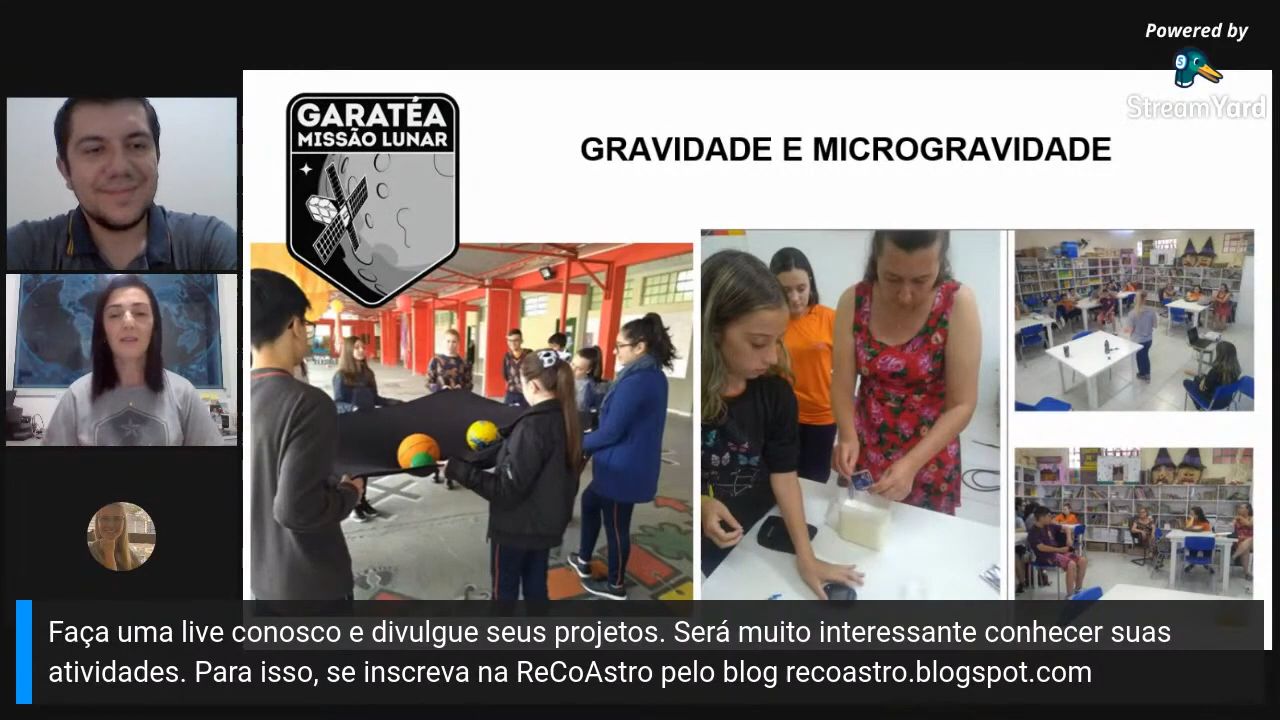 Powered by
StreamYard
GARATÉA
MISSÃO LUNAR
GRAVIDADE E MICROGRAVIDADE
Faça uma live conosco e divulgue seus projetos. Será muito interessante conhecer suas
atividades. Para isso, se inscreva na ReCoAstro pelo blog recoastro.blogspot.com